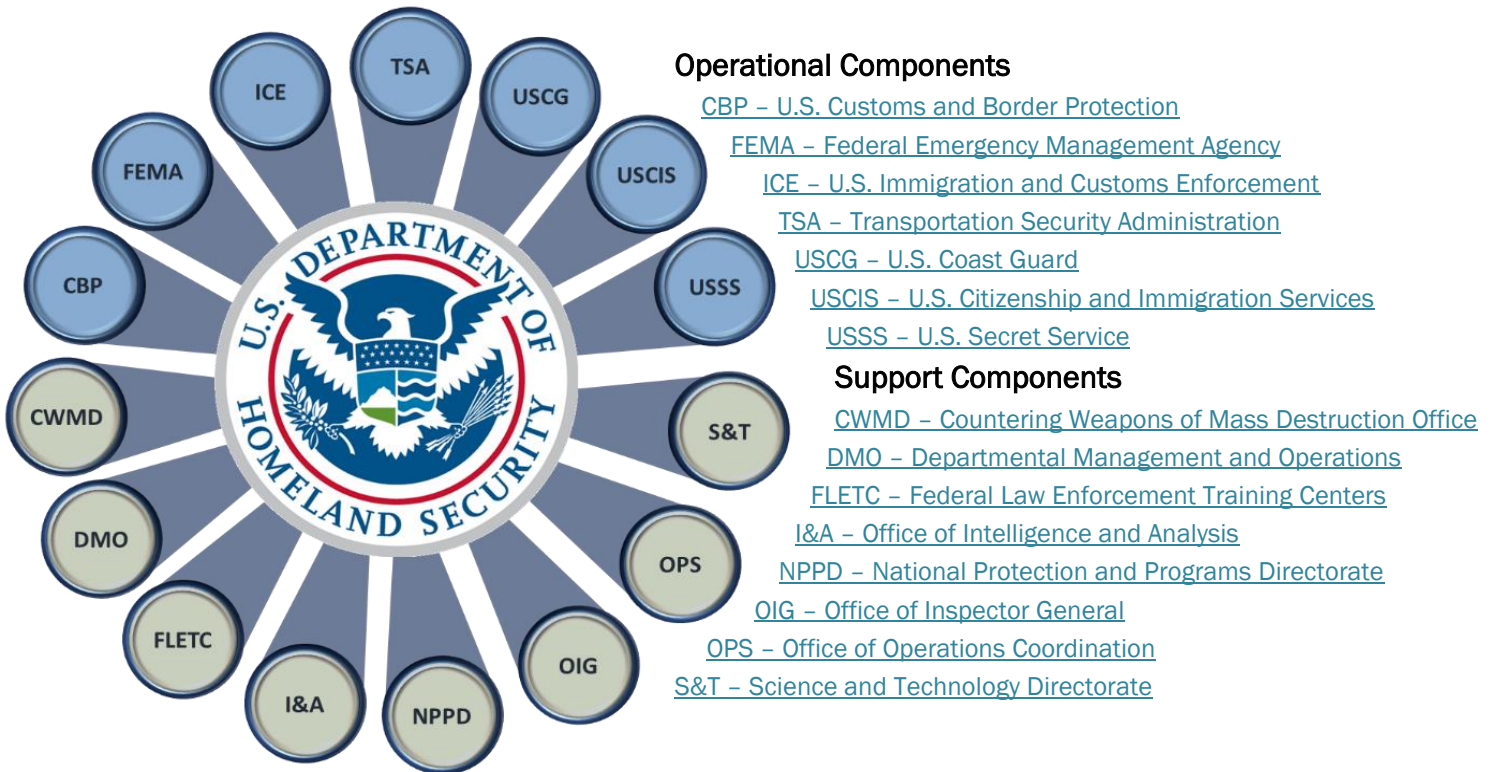 TSA
ICE
USCG
FEMA
USCIS
CBP
USSS
CWMD
S&T
DMO
OPS
FLETC
OIG
I&A
NPPD
U.S. DEPARTMENT OF
HOMELAND SECURITY
Operational Components
CBP – U.S. Customs and Border Protection
FEMA – Federal Emergency Management Agency
ICE – U.S. Immigration and Customs Enforcement
TSA – Transportation Security Administration
USCG – U.S. Coast Guard
USCIS – U.S. Citizenship and Immigration Services
USSS – U.S. Secret Service
Support Components
CWMD – Countering Weapons of Mass Destruction Office
DMO – Departmental Management and Operations
FLETC – Federal Law Enforcement Training Centers
I&A – Office of Intelligence and Analysis
NPPD – National Protection and Programs Directorate
OIG – Office of Inspector General
OPS – Office of Operations Coordination
S&T – Science and Technology Directorate